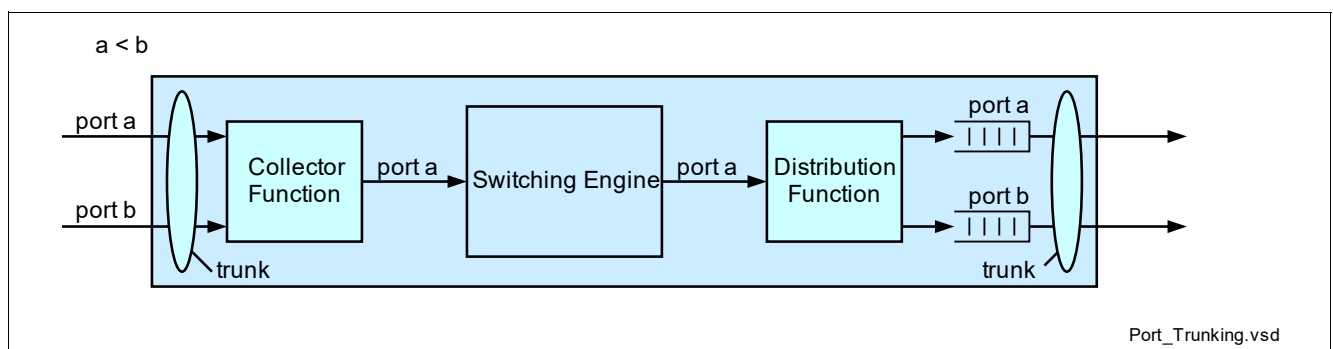 a < b
port a
port b
trunk
Collector
Function
port a
Switching Engine
port a
Distribution
Function
port a
port b
trunk
Port_Trunking.vsd